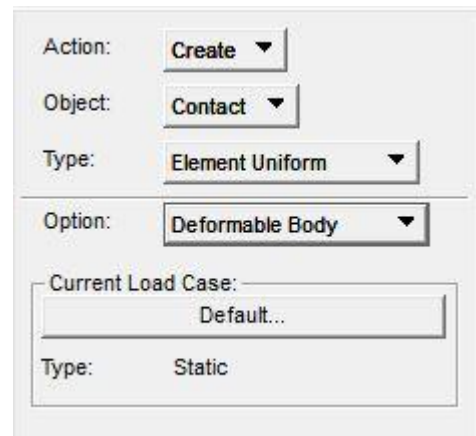 Action: Create
Object: Contact
Type: Element Uniform
Option: Deformable Body
Current Load Case:
Default...
Type: Static